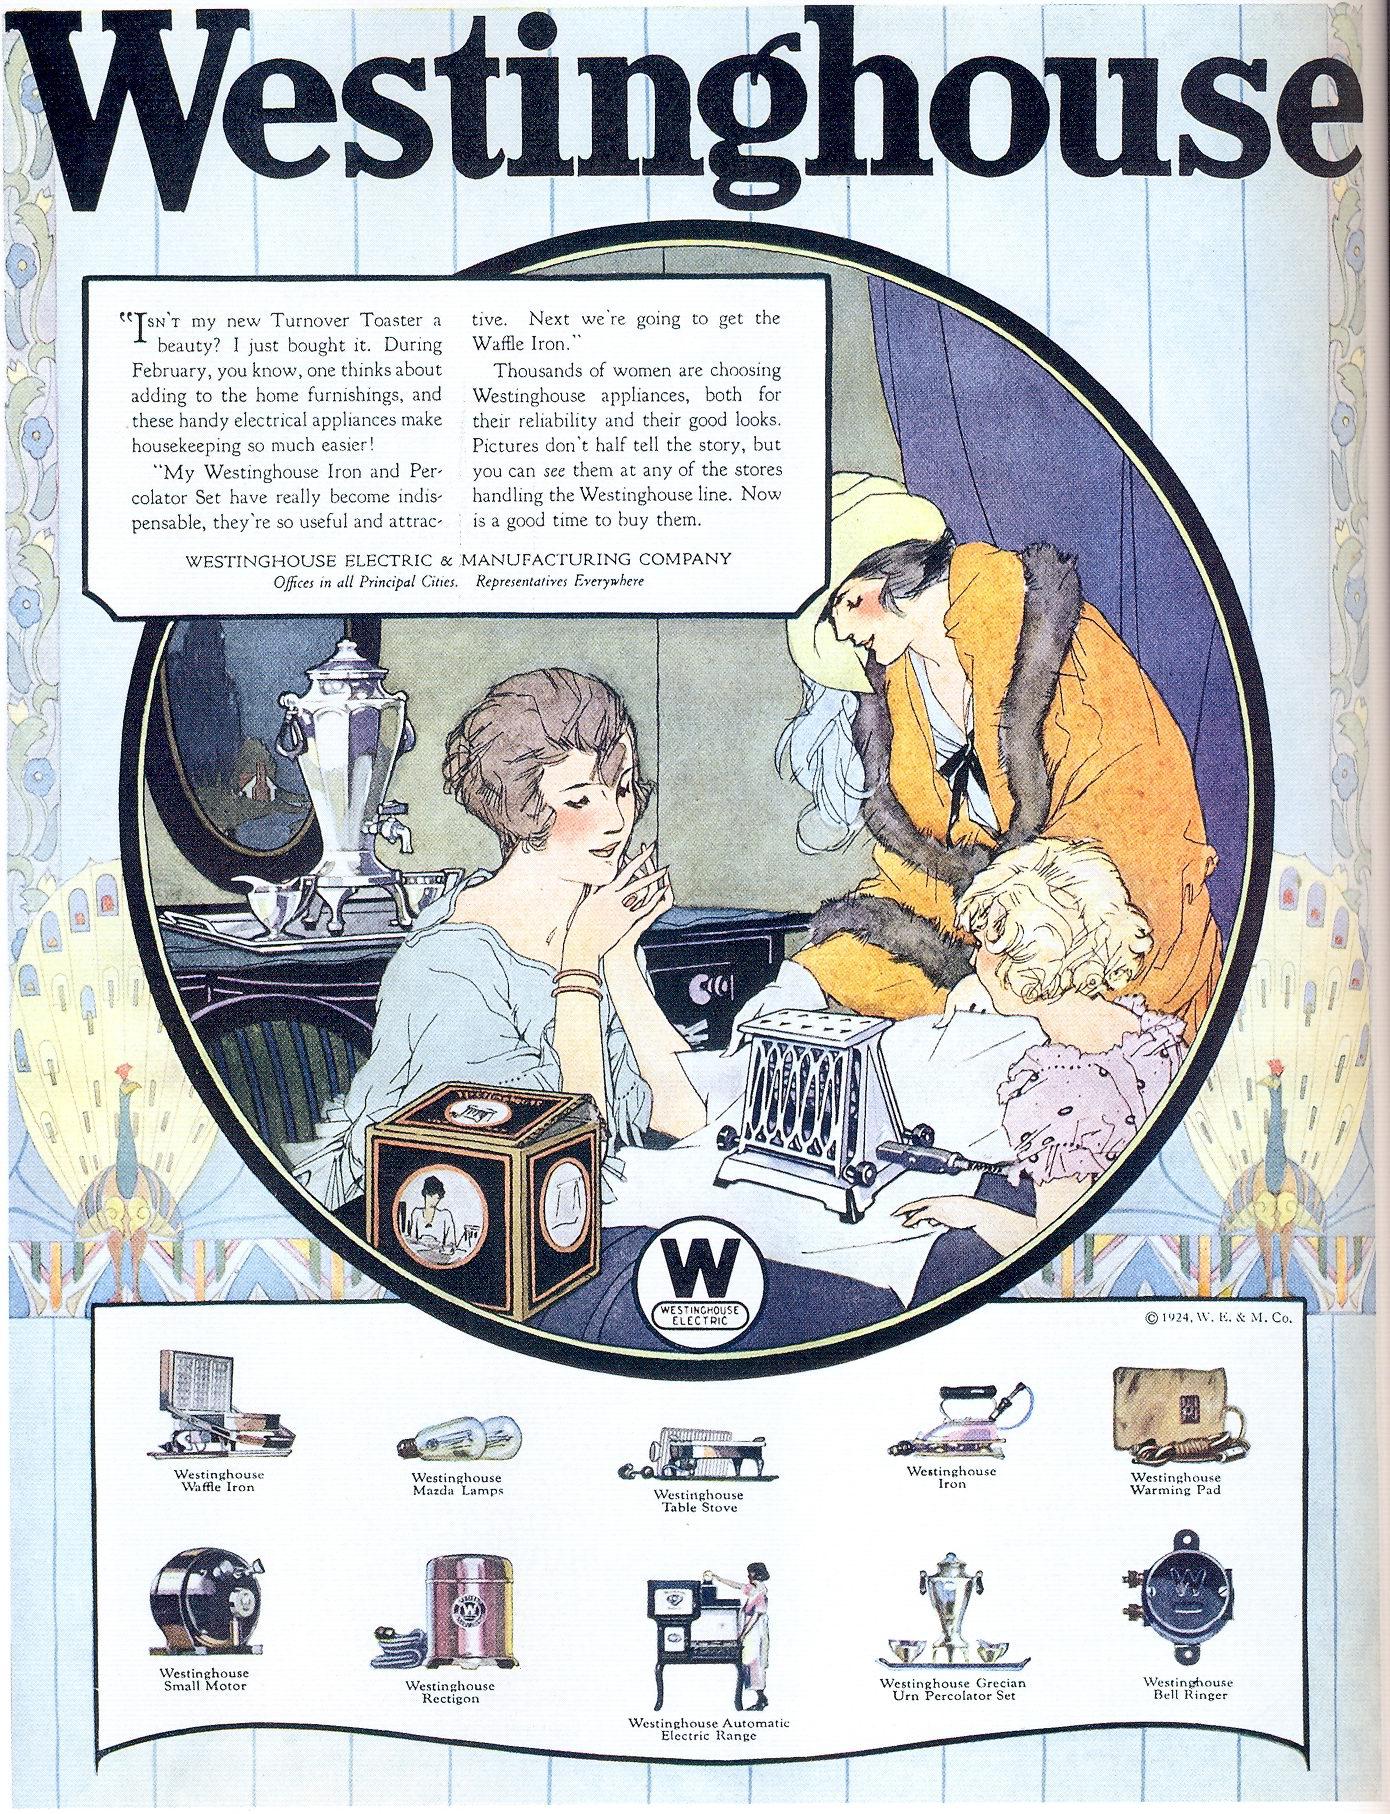 Westinghouse
“Isn't my new Turnover Toaster a
beauty? I just bought it. During
February, you know, one thinks about
adding to the home furnishings, and
these handy electrical appliances make
housekeeping so much easier!
“My Westinghouse Iron and Per-
colator Set have really become indis-
pensable, they're so useful and attrac-
tive. Next we're going to get the
Waffle Iron.”
Thousands of women are choosing
Westinghouse appliances, both for
their reliability and their good looks.
Pictures don't half tell the story, but
you can see them at any of the stores
handling the Westinghouse line. Now
is a good time to buy them.
WESTINGHOUSE ELECTRIC & MANUFACTURING COMPANY
Offices in all Principal Cities. Representatives Everywhere
W
WESTINGHOUSE
ELECTRIC
© 1924, W. E. & M. Co.
Westinghouse
Waffle Iron
Westinghouse
Mazda Lamps
Westinghouse
Table Stove
Westinghouse
Iron
Westinghouse
Warming Pad
Westinghouse
Small Motor
W
Westinghouse
Rectigon
Westinghouse Automatic
Electric Range
Westinghouse Grecian
Urn Percolator Set
W
Westinghouse
Bell Ringer